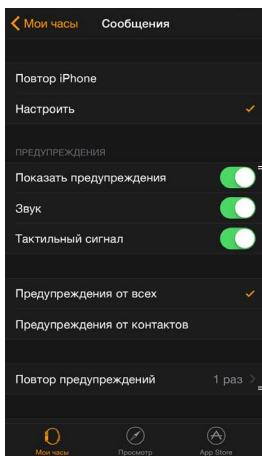 Мои часы Сообщения
Повтор iPhone
Настроить
ПРЕДУПРЕЖДЕНИЯ
Показать предупреждения
Звук
Тактильный сигнал
Предупреждения от всех
Предупреждения от контактов
Повтор предупреждений 1 раз
Мои часы Просмотр App Store